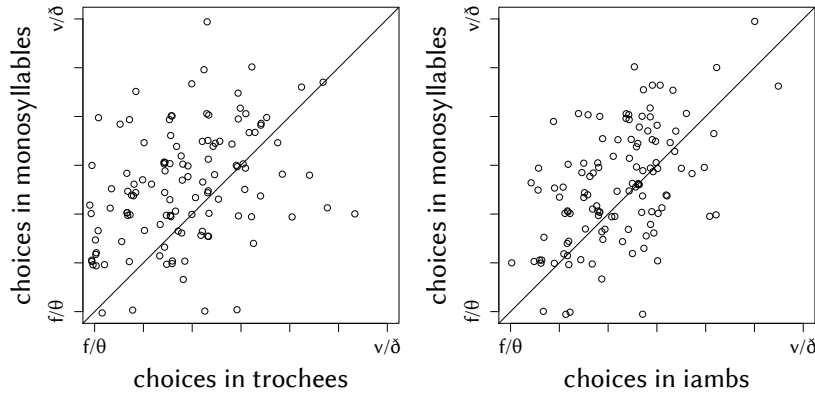 v/ð
choices in monosyllables
f/θ
f/θ
v/ð
choices in trochees
v/ð
choices in monosyllables
f/θ
f/θ
v/ð
choices in iambs